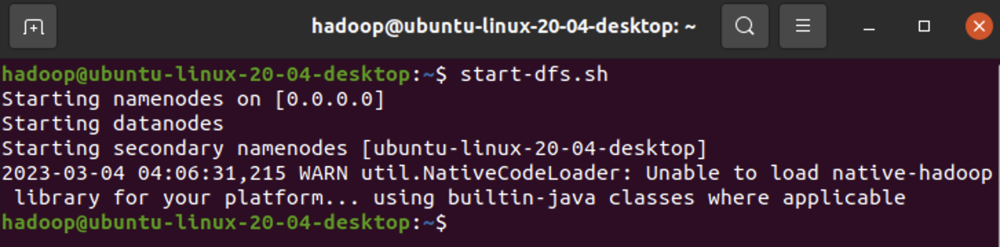 hadoop@ubuntu-linux-20-04-desktop: ~
hadoop@ubuntu-linux-20-04-desktop:~$ start-dfs.sh
Starting namenodes on [0.0.0.0]
Starting datanodes
Starting secondary namenodes [ubuntu-linux-20-04-desktop]
2023-03-04 04:06:31,215 WARN util.NativeCodeLoader: Unable to load native-hadoop
 library for your platform... using builtin-java classes where applicable
hadoop@ubuntu-linux-20-04-desktop:~$